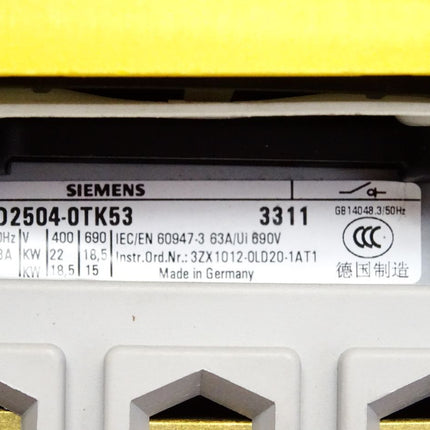 SIEMENS
D2504-0TK53 3311 GB14048.3/50Hz
0Hz V 400 690 IEC/EN 60947-3 63A/Ui 690V CCC
3A KW 22 18,5 Instr.Ord.Nr.: 3ZX1012-0LD20-1AT1
KW 18,5 15 Made in Germany 德国制造